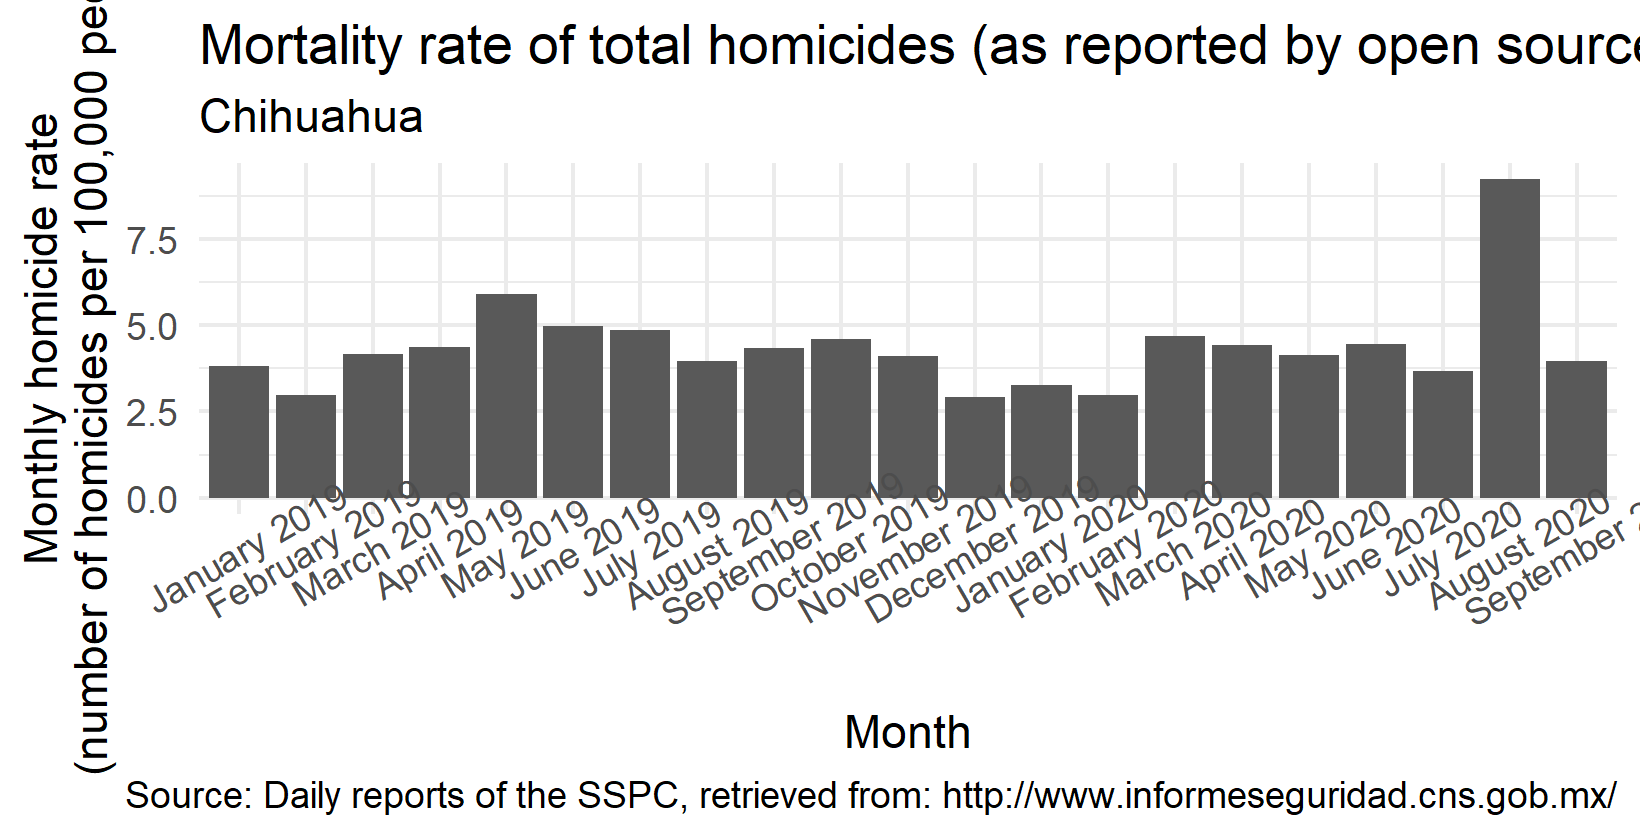 Mortality rate of total homicides (as reported by open source
Chihuahua
Monthly homicide rate
(number of homicides per 100,000 pe
7.5
5.0
2.5
0.0
January 2019
February 2019
March 2019
April 2019
May 2019
June 2019
July 2019
August 2019
September 2019
October 2019
November 2019
December 2019
January 2020
February 2020
March 2020
April 2020
May 2020
June 2020
July 2020
August 2020
September 2
Month
Source: Daily reports of the SSPC, retrieved from: http://www.informeseguridad.cns.gob.mx/